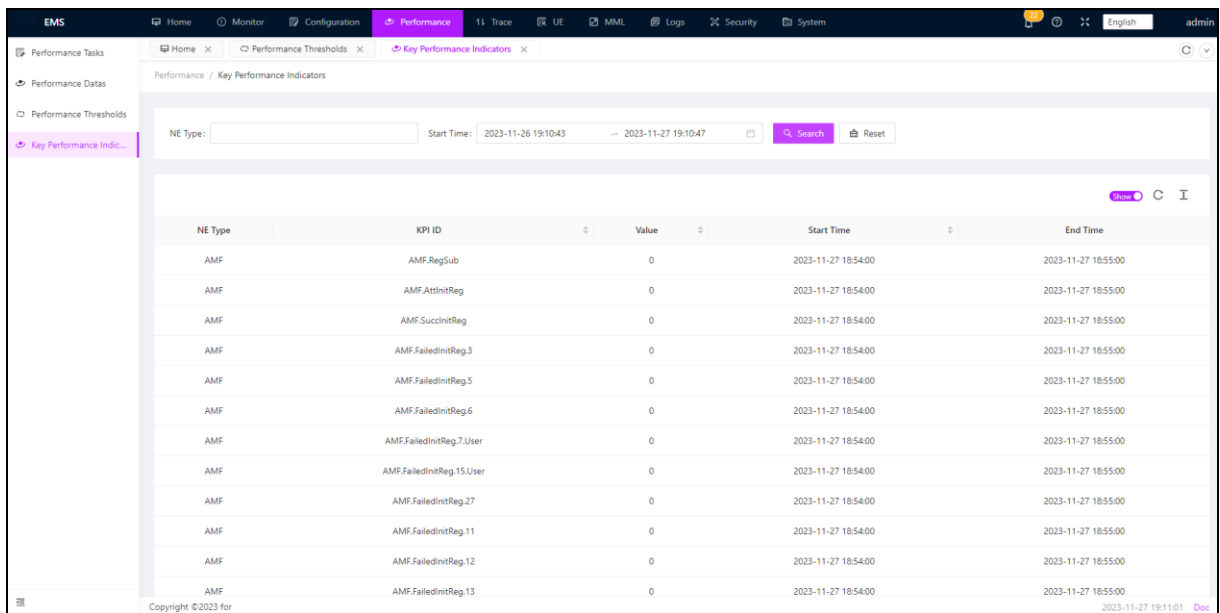 EMS Home Monitor Configuration Performance Trace UE MML Logs Security System 22 English admin
Performance Tasks
Performance Datas
Performance Thresholds
Key Performance Indic...
Home Performance Thresholds Key Performance Indicators
Performance / Key Performance Indicators
NE Type: Start Time: 2023-11-26 19:10:43 → 2023-11-27 19:10:47 Search Reset
Show
NE Type KPI ID Value Start Time End Time
AMF AMF.RegSub 0 2023-11-27 18:54:00 2023-11-27 18:55:00
AMF AMF.AttInitReg 0 2023-11-27 18:54:00 2023-11-27 18:55:00
AMF AMF.SuccInitReg 0 2023-11-27 18:54:00 2023-11-27 18:55:00
AMF AMF.FailedInitReg.3 0 2023-11-27 18:54:00 2023-11-27 18:55:00
AMF AMF.FailedInitReg.5 0 2023-11-27 18:54:00 2023-11-27 18:55:00
AMF AMF.FailedInitReg.6 0 2023-11-27 18:54:00 2023-11-27 18:55:00
AMF AMF.FailedInitReg.7.User 0 2023-11-27 18:54:00 2023-11-27 18:55:00
AMF AMF.FailedInitReg.15.User 0 2023-11-27 18:54:00 2023-11-27 18:55:00
AMF AMF.FailedInitReg.27 0 2023-11-27 18:54:00 2023-11-27 18:55:00
AMF AMF.FailedInitReg.11 0 2023-11-27 18:54:00 2023-11-27 18:55:00
AMF AMF.FailedInitReg.12 0 2023-11-27 18:54:00 2023-11-27 18:55:00
AMF AMF.FailedInitReg.13 0 2023-11-27 18:54:00 2023-11-27 18:55:00
Copyright ©2023 for 2023-11-27 19:11:01 Doc